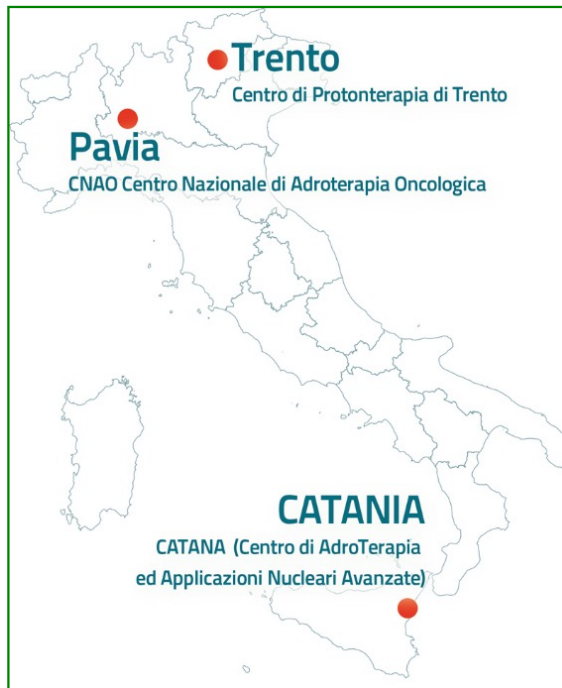 Trento
Centro di Protonterapia di Trento
Pavia
CNAO Centro Nazionale di Adroterapia Oncologica
CATANIA
CATANA (Centro di AdroTerapia
ed Applicazioni Nucleari Avanzate)